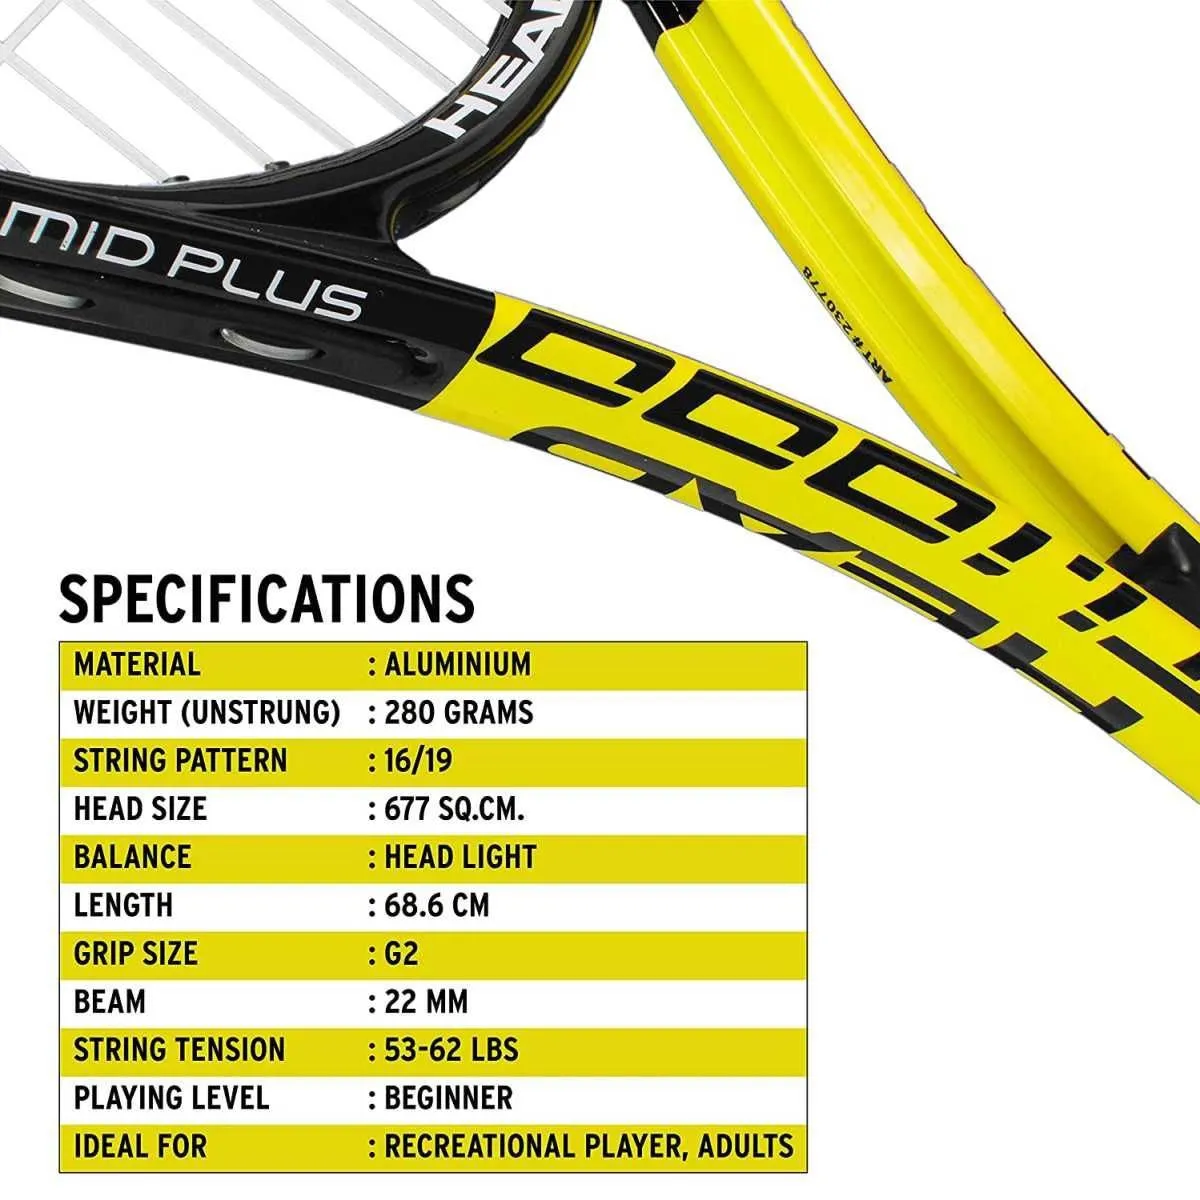 HEAD
MID PLUS
ART# 230778
SPECIFICATIONS
MATERIAL : ALUMINIUM
WEIGHT (UNSTRUNG) : 280 GRAMS
STRING PATTERN : 16/19
HEAD SIZE : 677 SQ.CM.
BALANCE : HEAD LIGHT
LENGTH : 68.6 CM
GRIP SIZE : G2
BEAM : 22 MM
STRING TENSION : 53-62 LBS
PLAYING LEVEL : BEGINNER
IDEAL FOR : RECREATIONAL PLAYER, ADULTS